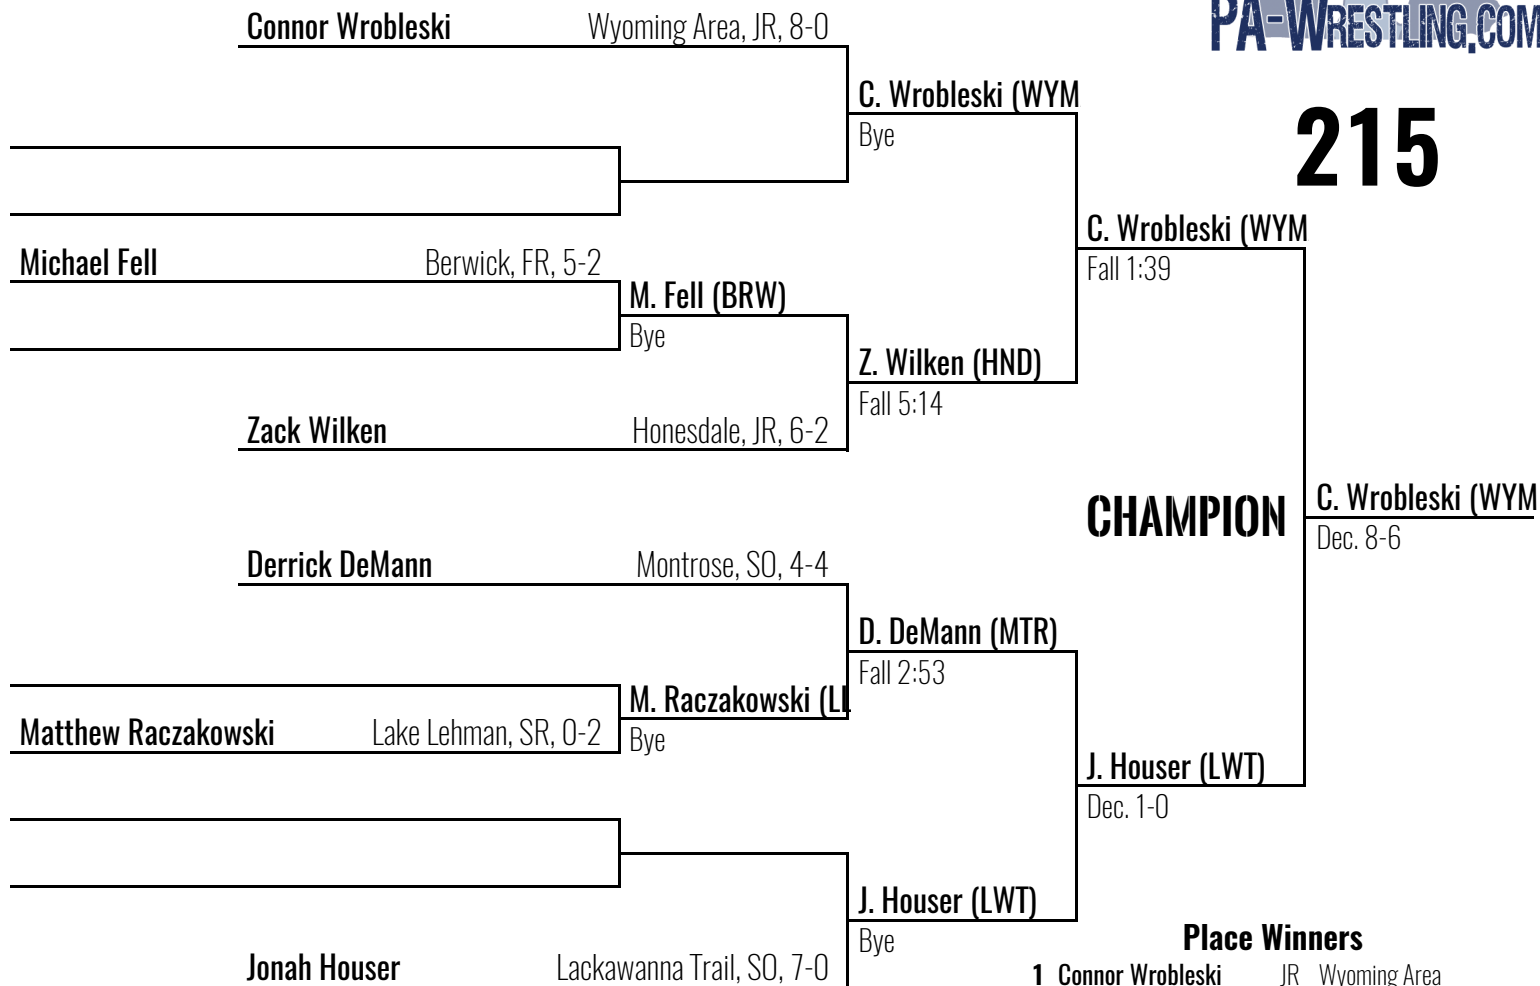 Connor Wrobleski Wyoming Area, JR, 8-0
PA-WRESTLING.COM
C. Wrobleski (WYM
Bye
215
C. Wrobleski (WYM
Fall 1:39
Michael Fell Berwick, FR, 5-2
M. Fell (BRW)
Bye
Z. Wilken (HND)
Fall 5:14
Zack Wilken Honesdale, JR, 6-2
CHAMPION
C. Wrobleski (WYM
Dec. 8-6
Derrick DeMann Montrose, SO, 4-4
D. DeMann (MTR)
Fall 2:53
M. Raczakowski (LL
Bye
Matthew Raczakowski Lake Lehman, SR, 0-2
J. Houser (LWT)
Dec. 1-0
J. Houser (LWT)
Bye
Jonah Houser Lackawanna Trail, SO, 7-0
Place Winners
1 Connor Wrobleski JR Wyoming Area